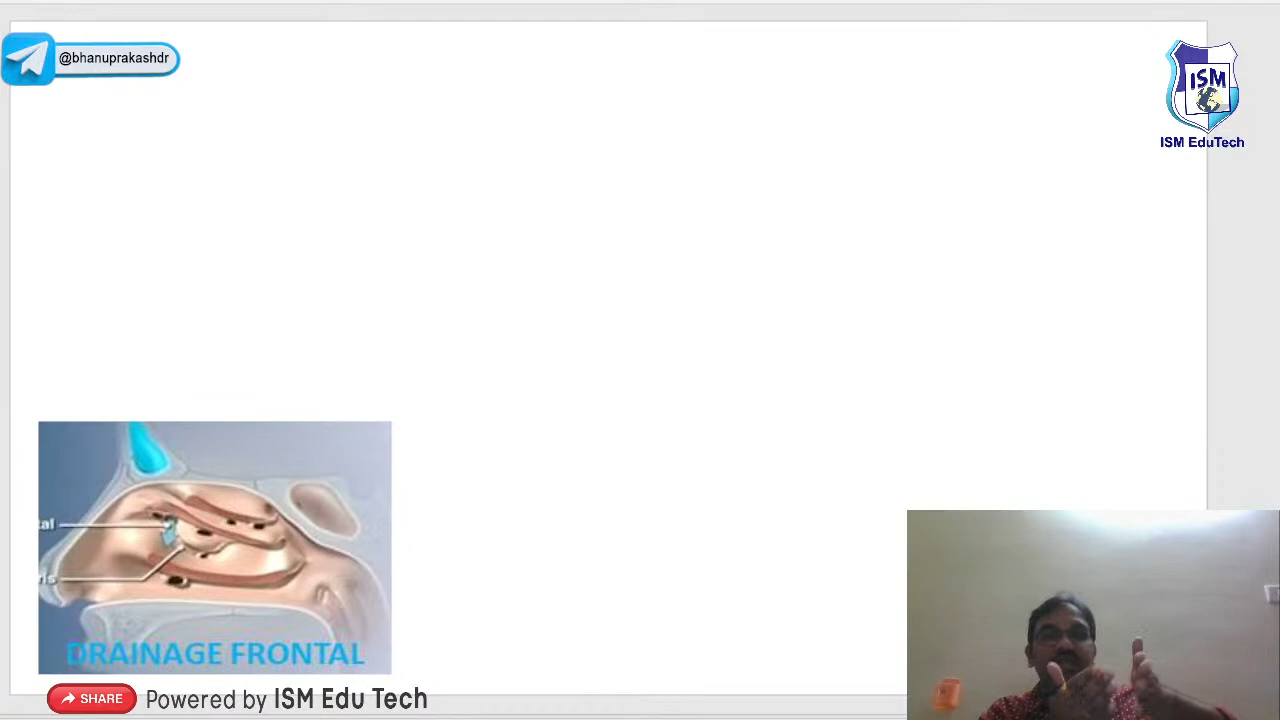 @bhanuprakashdr
ISM
ISM EduTech
DRAINAGE FRONTAL
SHARE
Powered by ISM Edu Tech